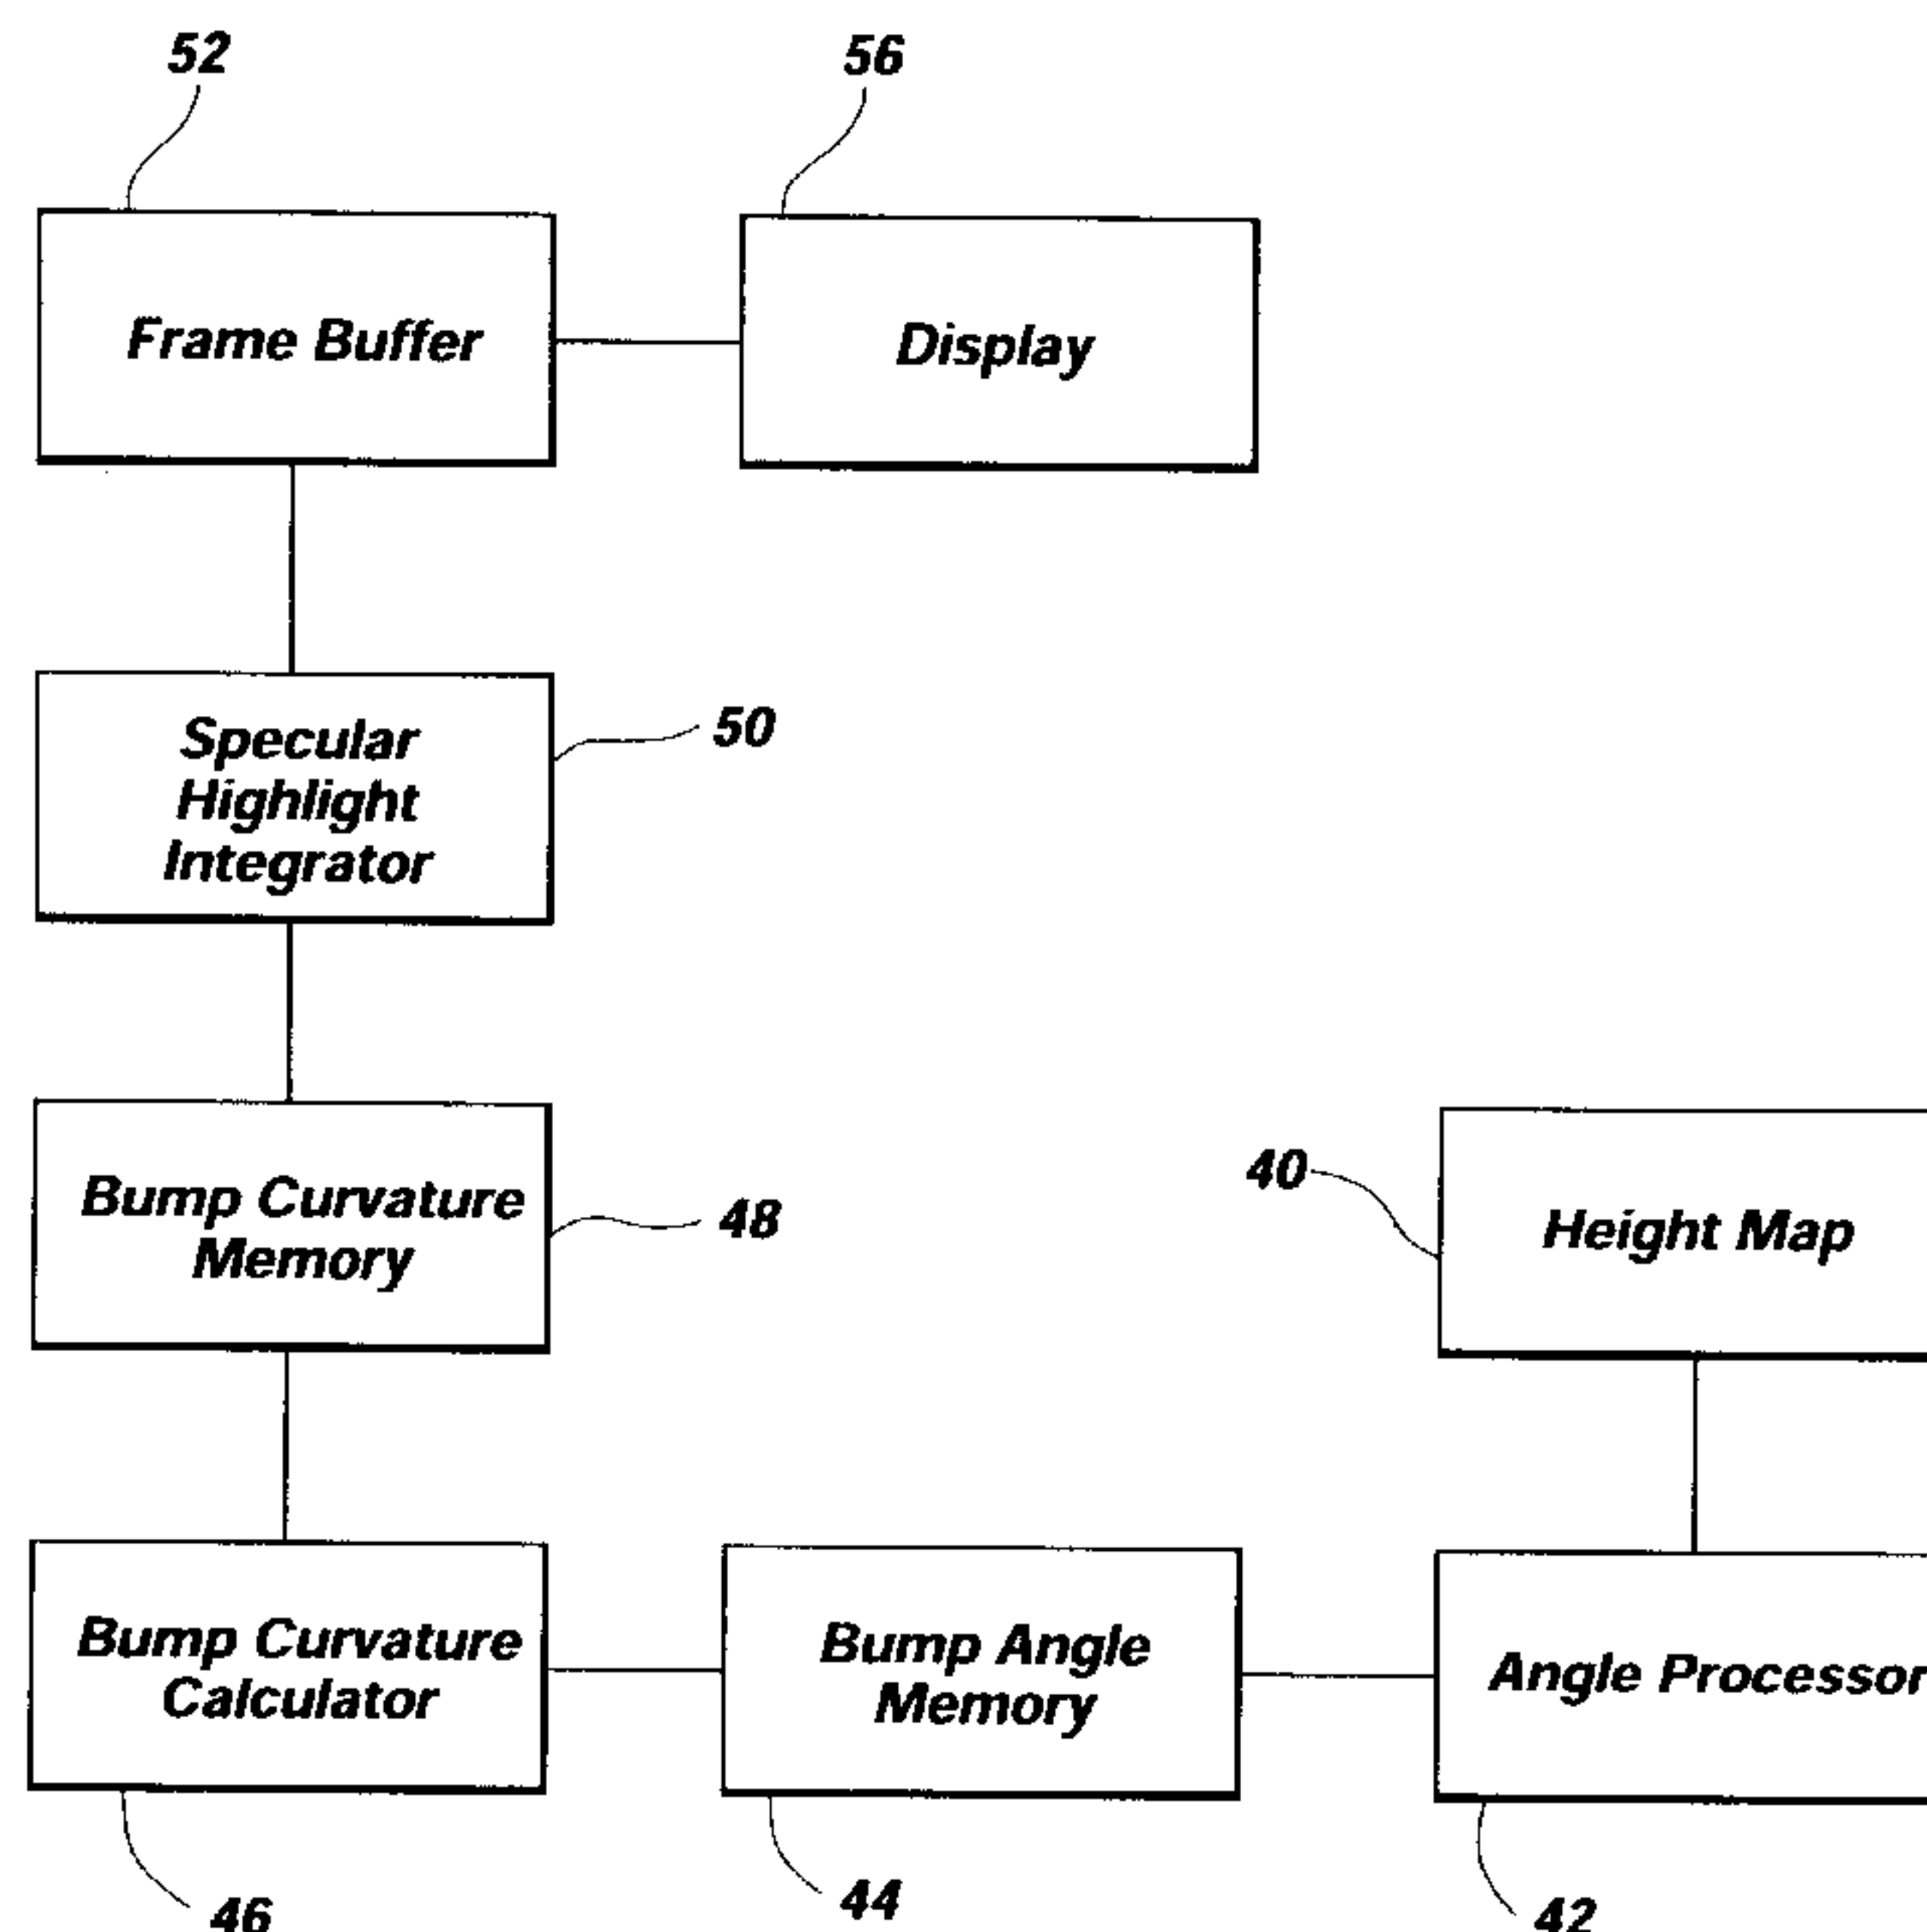 52
56
Frame Buffer
Display
Specular
Highlight
Integrator
50
Bump Curvature
Memory
48
40
Height Map
Bump Curvature
Calculator
Bump Angle
Memory
Angle Processor
46
44
42